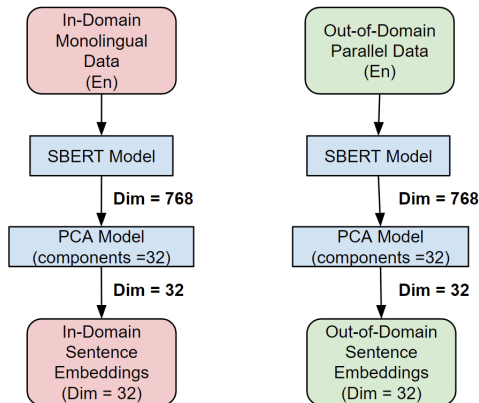 In-Domain
Monolingual
Data
(En)
SBERT Model
Dim = 768
PCA Model
(components =32)
Dim = 32
In-Domain
Sentence
Embeddings
(Dim = 32)
Out-of-Domain
Parallel Data
(En)
SBERT Model
Dim = 768
PCA Model
(components =32)
Dim = 32
Out-of-Domain
Sentence
Embeddings
(Dim = 32)